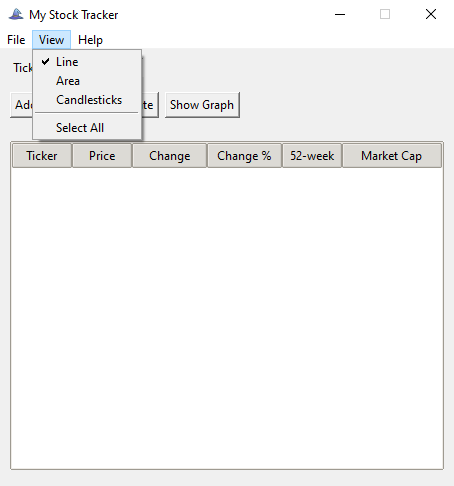 My Stock Tracker
File View Help
Line
Area
Candlesticks
Select All
Tick
Add te Show Graph
Ticker Price Change Change % 52-week Market Cap